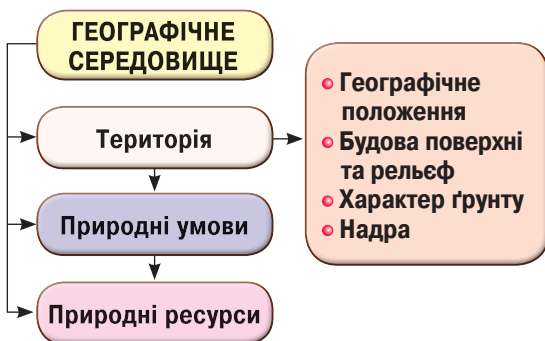 ГЕОГРАФІЧНЕ
СЕРЕДОВИЩЕ
Територія
Природні умови
Природні ресурси
Географічне
положення
Будова поверхні
та рельєф
Характер ґрунту
Надра